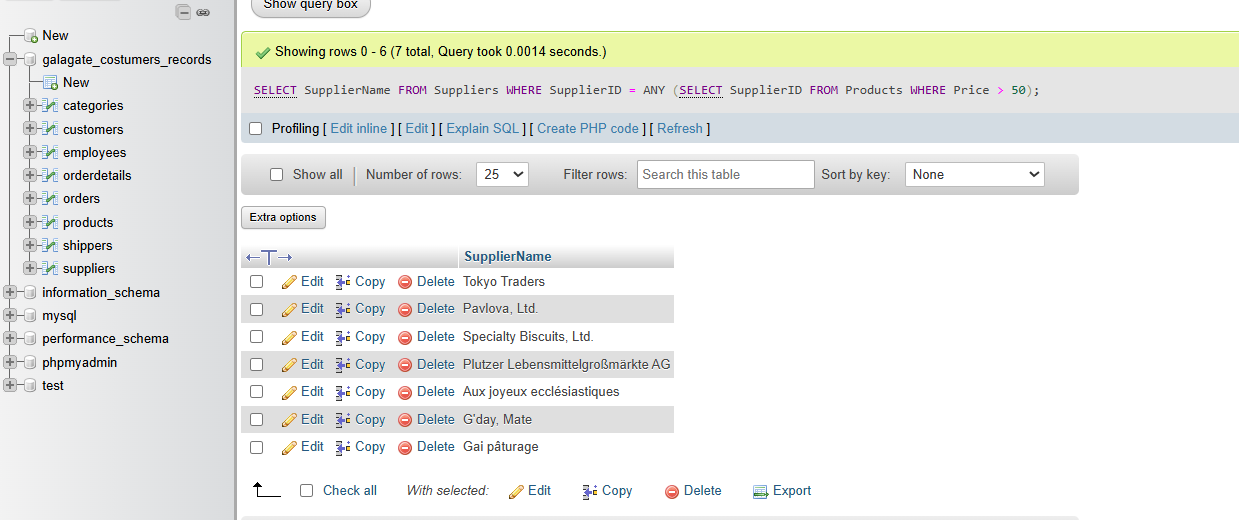 Show query box
New
galagate_costumers_records
New
categories
customers
employees
orderdetails
orders
products
shippers
suppliers
information_schema
mysql
performance_schema
phpmyadmin
test
Showing rows 0 - 6 (7 total, Query took 0.0014 seconds.)
SELECT SupplierName FROM Suppliers WHERE SupplierID = ANY (SELECT SupplierID FROM Products WHERE Price > 50);
Profiling [ Edit inline ] [ Edit ] [ Explain SQL ] [ Create PHP code ] [ Refresh ]
Show all Number of rows: 25 Filter rows: Search this table Sort by key: None
Extra options
SupplierName
Edit Copy Delete Tokyo Traders
Edit Copy Delete Pavlova, Ltd.
Edit Copy Delete Specialty Biscuits, Ltd.
Edit Copy Delete Plutzer Lebensmittelgroßmärkte AG
Edit Copy Delete Aux joyeux ecclésiastiques
Edit Copy Delete G'day, Mate
Edit Copy Delete Gai pâturage
Check all With selected: Edit Copy Delete Export